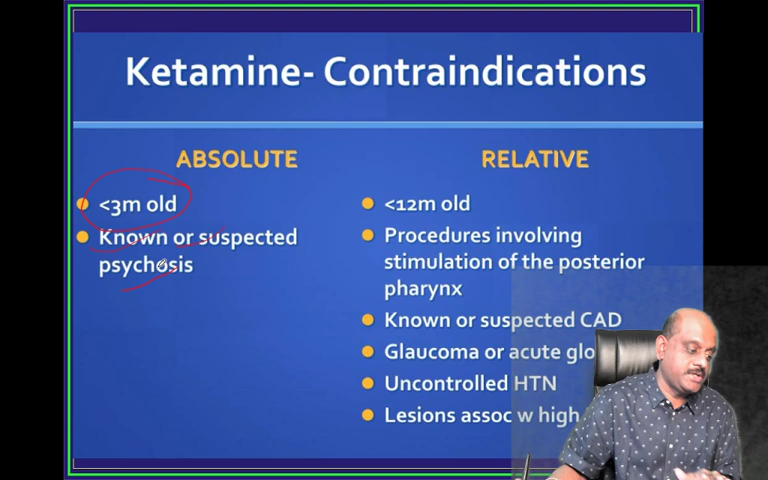 Ketamine- Contraindications
ABSOLUTE
<3m old
Known or suspected
psychosis
RELATIVE
<12m old
Procedures involving
stimulation of the posterior
pharynx
Known or suspected CAD
Glaucoma or acute
Uncontrolled HTN
Lesions assoc w high